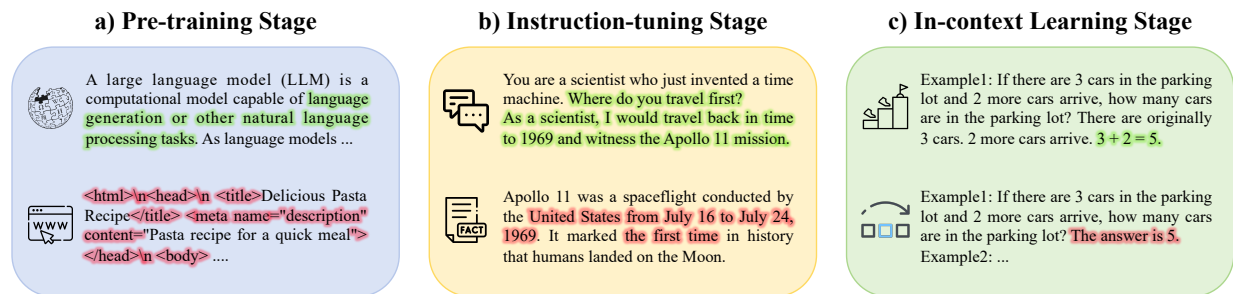 a) Pre-training Stage
A large language model (LLM) is a
computational model capable of language
generation or other natural language
processing tasks. As language models ...
WWW
<html>\n<head>\n <title>Delicious Pasta
Recipe</title> <meta name="description"
content="Pasta recipe for a quick meal">
</head>\n <body> ....
b) Instruction-tuning Stage
You are a scientist who just invented a time
machine. Where do you travel first?
As a scientist, I would travel back in time
to 1969 and witness the Apollo 11 mission.
FACT
Apollo 11 was a spaceflight conducted by
the United States from July 16 to July 24,
1969. It marked the first time in history
that humans landed on the Moon.
c) In-context Learning Stage
Example1: If there are 3 cars in the parking
lot and 2 more cars arrive, how many cars
are in the parking lot? There are originally
3 cars. 2 more cars arrive. 3 + 2 = 5.
Example1: If there are 3 cars in the parking
lot and 2 more cars arrive, how many cars
are in the parking lot? The answer is 5.
Example2: ...